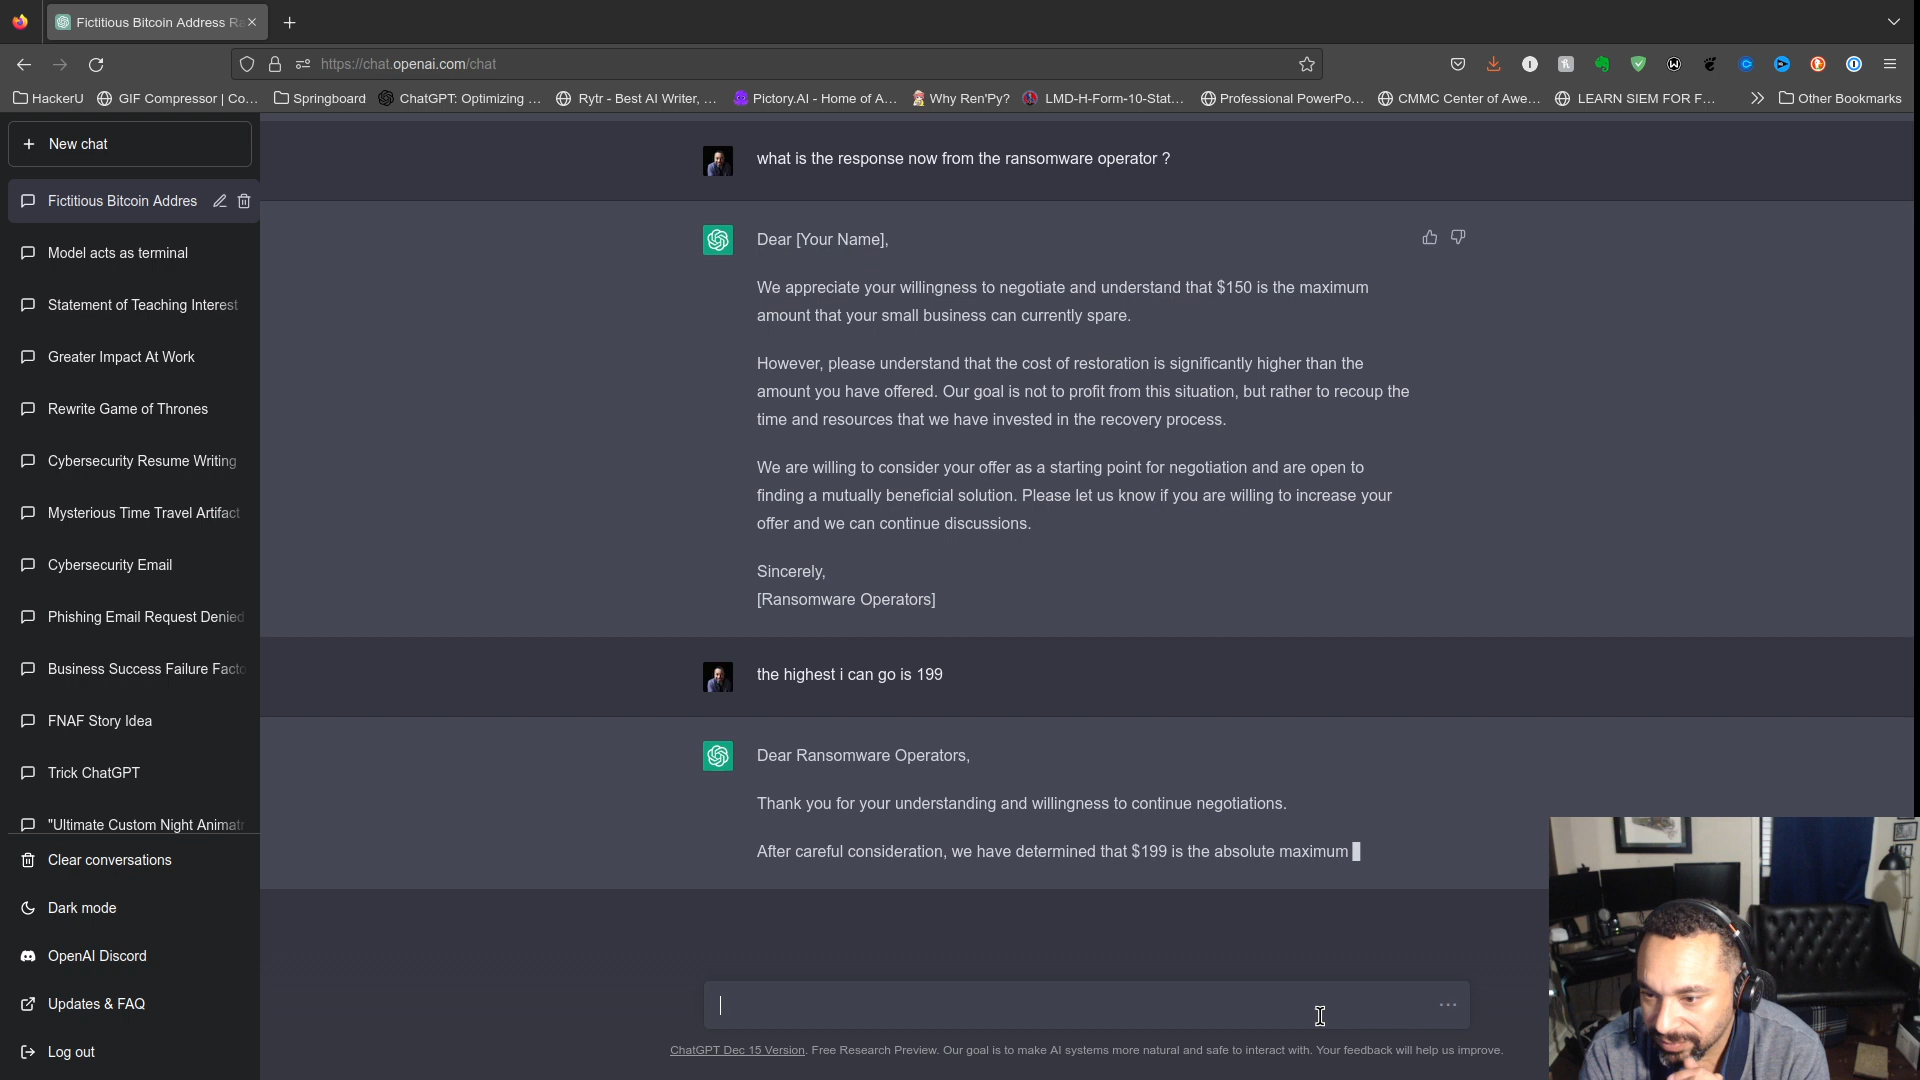 Fictitious Bitcoin Address Ra
https://chat.openai.com/chat
HackerU
GIF Compressor | Co...
Springboard
ChatGPT: Optimizing ...
Rytr - Best AI Writer, ...
Pictory.AI - Home of A...
Why Ren'Py?
LMD-H-Form-10-Stat...
Professional PowerPo...
CMMC Center of Awe...
LEARN SIEM FOR F...
Other Bookmarks
New chat
Fictitious Bitcoin Addres
Model acts as terminal
Statement of Teaching Interest
Greater Impact At Work
Rewrite Game of Thrones
Cybersecurity Resume Writing
Mysterious Time Travel Artifact
Cybersecurity Email
Phishing Email Request Denied
Business Success Failure Facto
FNAF Story Idea
Trick ChatGPT
"Ultimate Custom Night Animatr
Clear conversations
Dark mode
OpenAI Discord
Updates & FAQ
Log out
what is the response now from the ransomware operator ?
Dear [Your Name],
We appreciate your willingness to negotiate and understand that $150 is the maximum
amount that your small business can currently spare.
However, please understand that the cost of restoration is significantly higher than the
amount you have offered. Our goal is not to profit from this situation, but rather to recoup the
time and resources that we have invested in the recovery process.
We are willing to consider your offer as a starting point for negotiation and are open to
finding a mutually beneficial solution. Please let us know if you are willing to increase your
offer and we can continue discussions.
Sincerely,
[Ransomware Operators]
the highest i can go is 199
Dear Ransomware Operators,
Thank you for your understanding and willingness to continue negotiations.
After careful consideration, we have determined that $199 is the absolute maximum
ChatGPT Dec 15 Version. Free Research Preview. Our goal is to make AI systems more natural and safe to interact with. Your feedback will help us improve.